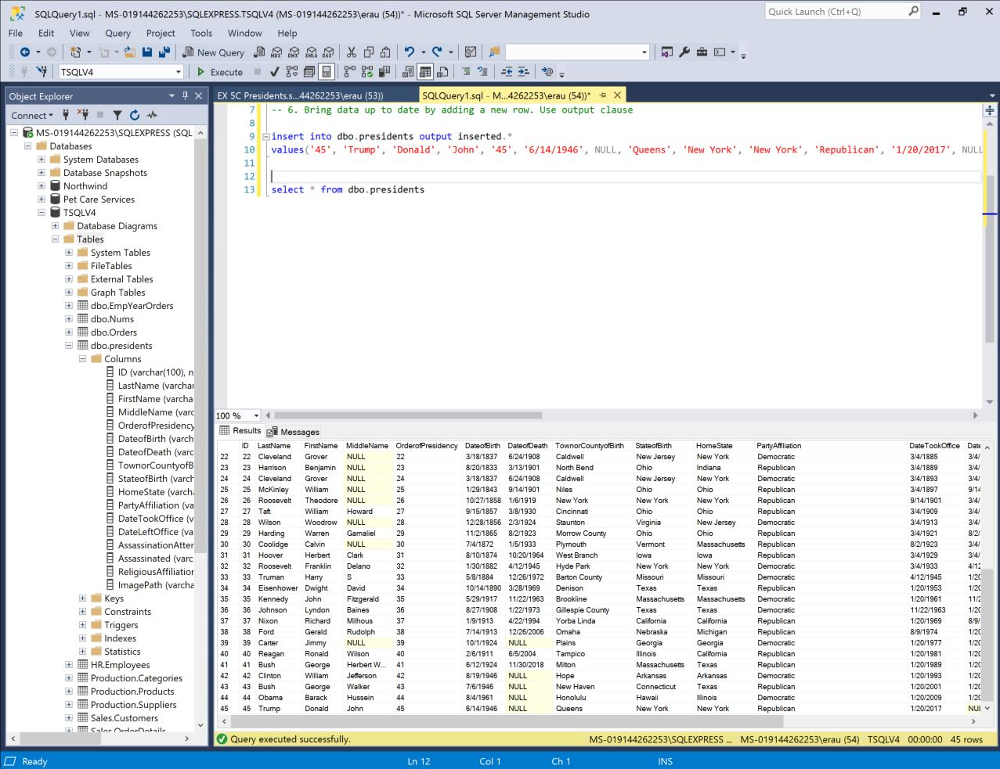 SQLQuery1.sql - MS-019144262253\SQLEXPRESS.TSQLV4 (MS-019144262253\erau (54))* - Microsoft SQL Server Management Studio
Quick Launch (Ctrl+Q)
File Edit View Query Project Tools Window Help
New Query
MDX DMX XMLA DAX
TSQLV4
Execute
Object Explorer
Connect
MS-019144262253\SQLEXPRESS (SQL
Databases
System Databases
Database Snapshots
Northwind
Pet Care Services
TSQLV4
Database Diagrams
Tables
System Tables
FileTables
External Tables
Graph Tables
dbo.EmpYearOrders
dbo.Nums
dbo.Orders
dbo.presidents
Columns
ID (varchar(100), n
LastName (varchar
FirstName (varcha
MiddleName (varc
OrderofPresidency
DateofBirth (varch
DateofDeath (varc
TownorCountyofB
StateofBirth (varch
HomeState (varcha
PartyAffiliation (va
DateTookOffice (v
DateLeftOffice (va
AssassinationAtter
Assassinated (varc
ReligiousAffiliation
ImagePath (varcha
Keys
Constraints
Triggers
Indexes
Statistics
HR.Employees
Production.Categories
Production.Products
Production.Suppliers
Sales.Customers
Sales.OrderDetails
EX 5C Presidents.s...44262253\erau (53))
SQLQuery1.sql - M...4262253\erau (54))*
7 -- 6. Bring data up to date by adding a new row. Use output clause
8
9 insert into dbo.presidents output inserted.*
10 values('45', 'Trump', 'Donald', 'John', '45', '6/14/1946', NULL, 'Queens', 'New York', 'New York', 'Republican', '1/20/2017', NULL
11
12
13 select * from dbo.presidents
100 %
Results Messages
ID LastName FirstName MiddleName OrderofPresidency DateofBirth DateofDeath TownorCountyofBirth StateofBirth HomeState PartyAffiliation DateTookOffice Date
22 22 Cleveland Grover NULL 22 3/18/1837 6/24/1908 Caldwell New Jersey New York Democratic 3/4/1885 3/4/
23 23 Harrison Benjamin NULL 23 8/20/1833 3/13/1901 North Bend Ohio Indiana Republican 3/4/1889 3/4/
24 24 Cleveland Grover NULL 24 3/18/1837 6/24/1908 Caldwell New Jersey New York Democratic 3/4/1893 3/4/
25 25 McKinley William NULL 25 1/29/1843 9/14/1901 Niles Ohio Ohio Republican 3/4/1897 9/14
26 26 Roosevelt Theodore NULL 26 10/27/1858 1/6/1919 New York New York New York Republican 9/14/1901 3/4/
27 27 Taft William Howard 27 9/15/1857 3/8/1930 Cincinnati Ohio Ohio Republican 3/4/1909 3/4/
28 28 Wilson Woodrow NULL 28 12/28/1856 2/3/1924 Staunton Virginia New Jersey Democratic 3/4/1913 3/4/
29 29 Harding Warren Gamaliel 29 11/2/1865 8/2/1923 Morrow County Ohio Ohio Republican 3/4/1921 8/2/
30 30 Coolidge Calvin NULL 30 7/4/1872 1/5/1933 Plymouth Vermont Massachusetts Republican 8/2/1923 3/4/
31 31 Hoover Herbert Clark 31 8/10/1874 10/20/1964 West Branch Iowa Iowa Republican 3/4/1929 3/4/
32 32 Roosevelt Franklin Delano 32 1/30/1882 4/12/1945 Hyde Park New York New York Democratic 3/4/1933 4/12
33 33 Truman Harry S 33 5/8/1884 12/26/1972 Barton County Missouri Missouri Democratic 4/12/1945 1/20
34 34 Eisenhower Dwight David 34 10/14/1890 3/28/1969 Denison Texas Texas Republican 1/20/1953 1/20
35 35 Kennedy John Fitzgerald 35 5/29/1917 11/22/1963 Brookline Massachusetts Massachusetts Democratic 1/20/1961 11/2
36 36 Johnson Lyndon Baines 36 8/27/1908 1/22/1973 Gillespie County Texas Texas Democratic 11/22/1963 1/20
37 37 Nixon Richard Milhous 37 1/9/1913 4/22/1994 Yorba Linda California California Republican 1/20/1969 8/9/
38 38 Ford Gerald Rudolph 38 7/14/1913 12/26/2006 Omaha Nebraska Michigan Republican 8/9/1974 1/20
39 39 Carter Jimmy NULL 39 10/1/1924 NULL Plains Georgia Georgia Democratic 1/20/1977 1/20
40 40 Reagan Ronald Wilson 40 2/6/1911 6/5/2004 Tampico Illinois California Republican 1/20/1981 1/20
41 41 Bush George Herbert W... 41 6/12/1924 11/30/2018 Milton Massachusetts Texas Republican 1/20/1989 1/20
42 42 Clinton William Jefferson 42 8/19/1946 NULL Hope Arkansas Arkansas Democratic 1/20/1993 1/20
43 43 Bush George Walker 43 7/6/1946 NULL New Haven Connecticut Texas Republican 1/20/2001 1/20
44 44 Obama Barack Hussein 44 8/4/1961 NULL Honolulu Hawaii Illinois Democratic 1/20/2009 1/20
45 45 Trump Donald John 45 6/14/1946 NULL Queens New York New York Republican 1/20/2017 NUL
Query executed successfully.
MS-019144262253\SQLEXPRESS ... MS-019144262253\erau (54) TSQLV4 00:00:00 45 rows
Ready Ln 12 Col 1 Ch 1 INS